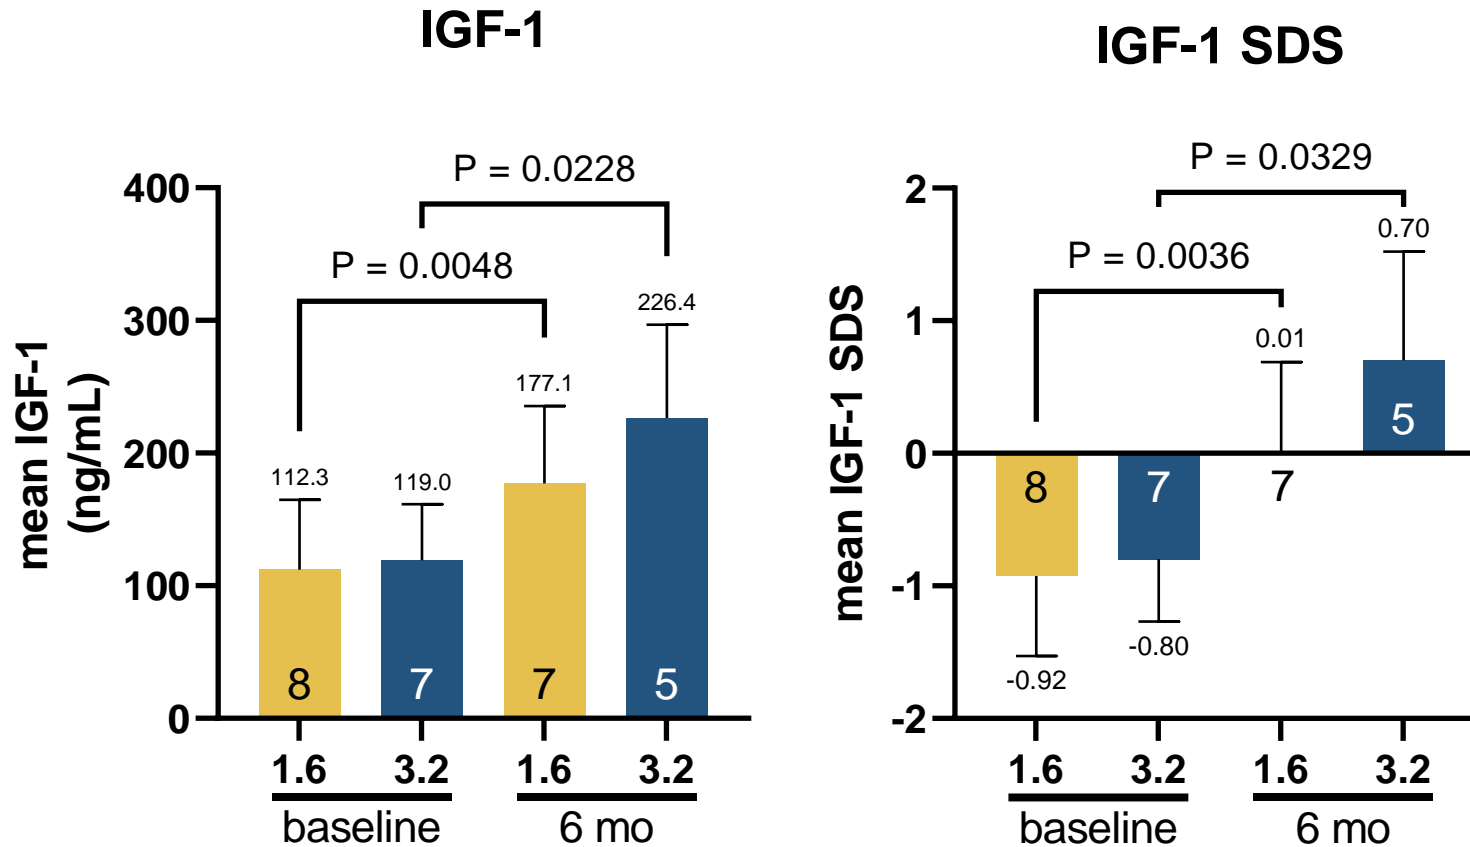 IGF-1
P = 0.0228
P = 0.0048
400
300
200
100
0
mean IGF-1
(ng/mL)
112.3
119.0
177.1
226.4
8
7
7
5
1.6
3.2
1.6
3.2
baseline
6 mo
IGF-1 SDS
P = 0.0329
P = 0.0036
2
1
0
-1
-2
mean IGF-1 SDS
0.70
0.01
5
8
7
7
-0.92
-0.80
1.6
3.2
1.6
3.2
baseline
6 mo